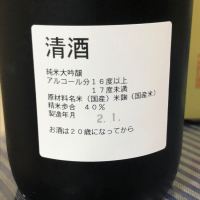 清酒
純米大吟醸
アルコール分１６度以上
１７度未満
原材料名米（国産）米麹（国産米）
精米歩合　４０％
製造年月　2.1.
お酒は２０歳になってから